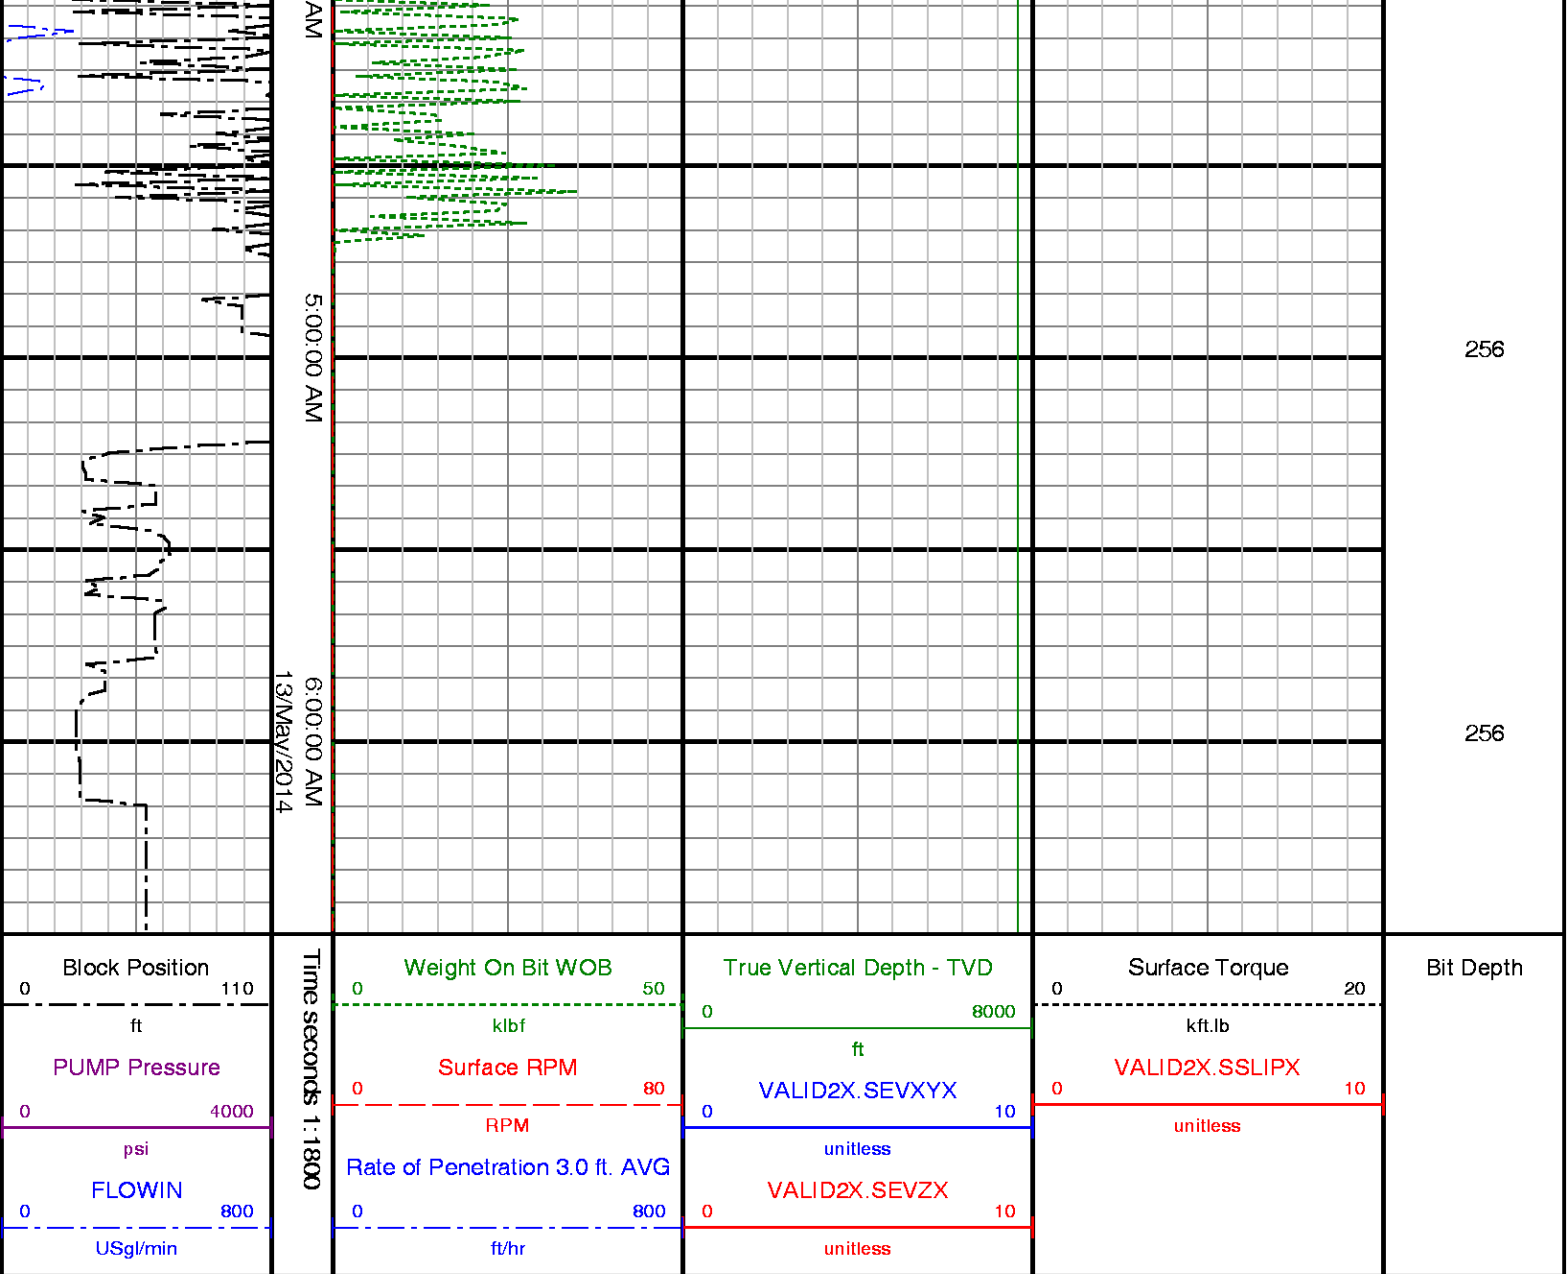 AM
5:00:00 AM
256
6:00:00 AM
13/May/2014
256
Block Position
0 110
ft
PUMP Pressure
0 4000
psi
FLOWIN
0 800
USgl/min
Time seconds 1:1800
Weight On Bit WOB
0 50
klbf
Surface RPM
0 80
RPM
Rate of Penetration 3.0 ft. AVG
0 800
ft/hr
True Vertical Depth - TVD
0 8000
ft
VALID2X.SEVXYX
0 10
unitless
VALID2X.SEVZX
0 10
unitless
Surface Torque
0 20
kft.lb
VALID2X.SSLIPX
0 10
unitless
Bit Depth